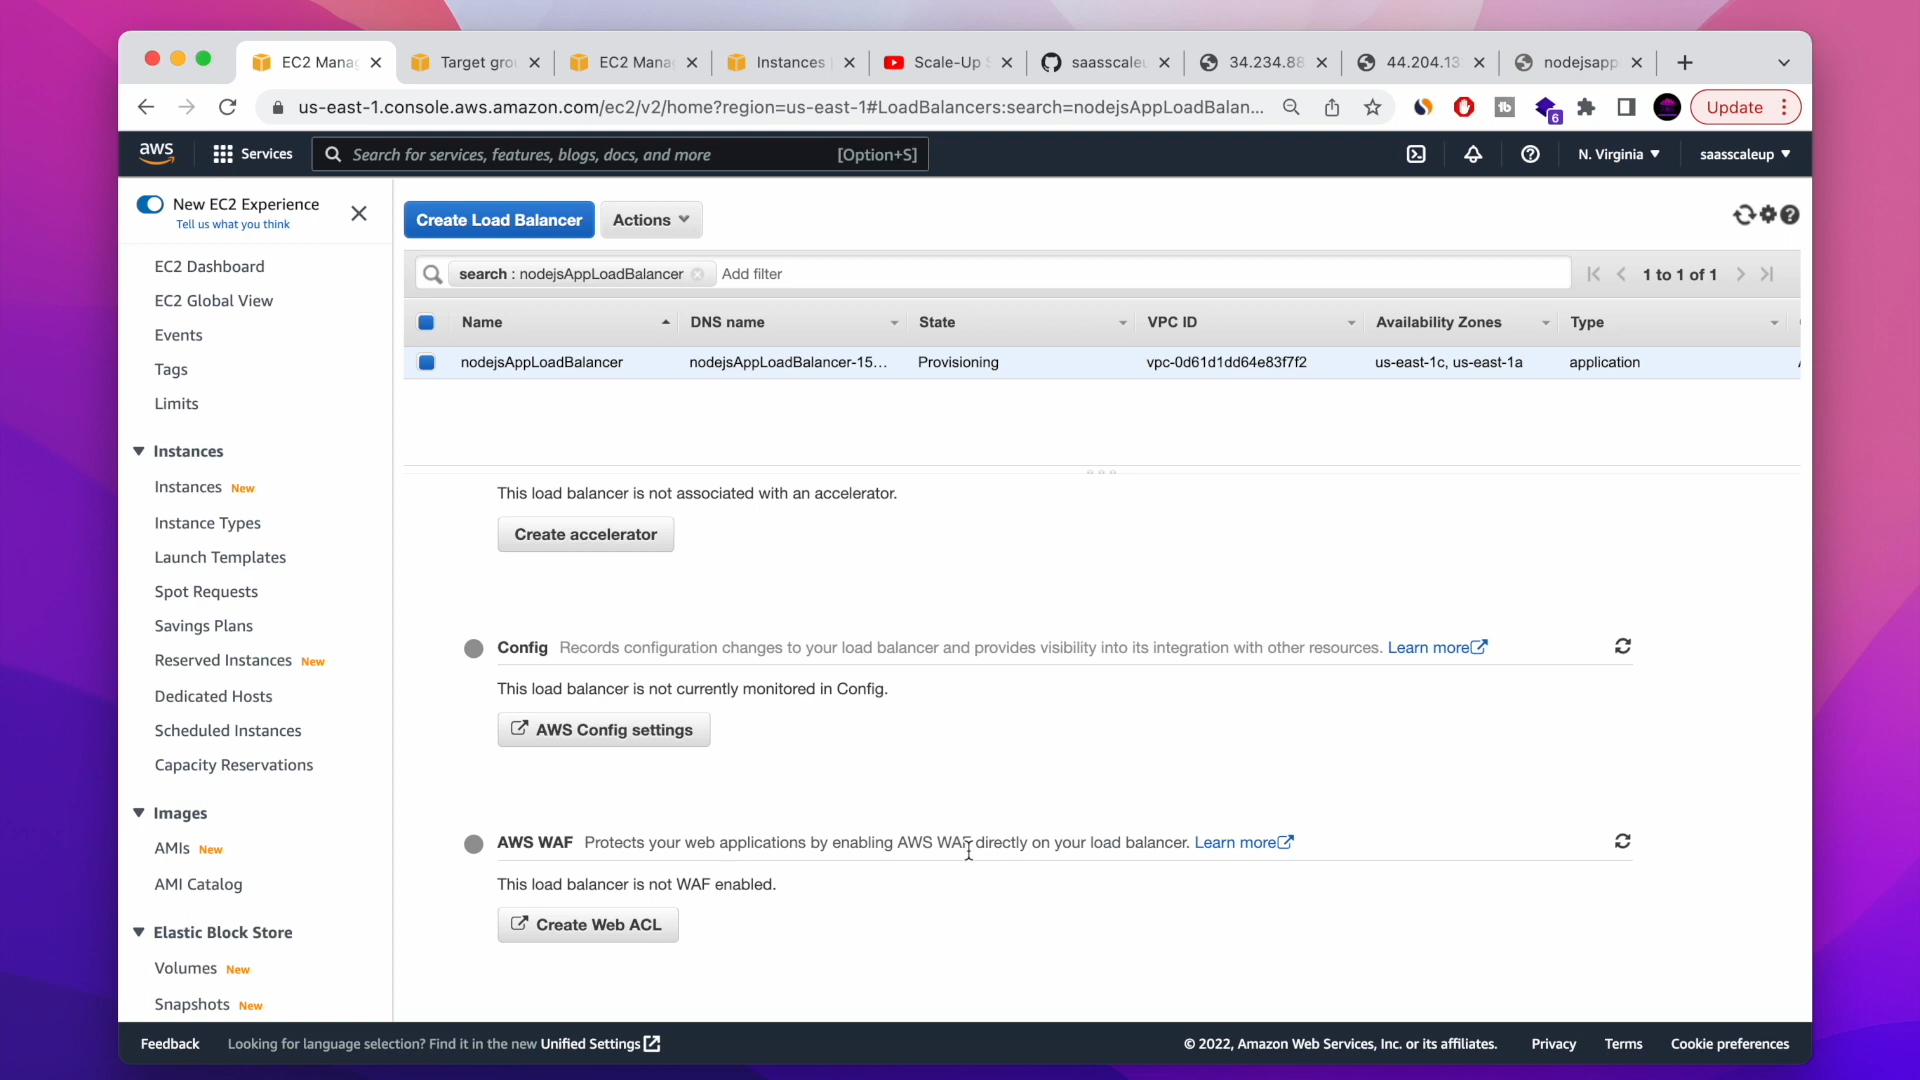 EC2 Mana
Target gro
EC2 Mana
Instances
Scale-Up S
saasscaleu
34.234.88
44.204.13
nodejsapp
us-east-1.console.aws.amazon.com/ec2/v2/home?region=us-east-1#LoadBalancers:search=nodejsAppLoadBalan...
tb
6
Update
aws
Services
Search for services, features, blogs, docs, and more
[Option+S]
N. Virginia
saasscaleup
New EC2 Experience
Tell us what you think
EC2 Dashboard
EC2 Global View
Events
Tags
Limits
Instances
Instances New
Instance Types
Launch Templates
Spot Requests
Savings Plans
Reserved Instances New
Dedicated Hosts
Scheduled Instances
Capacity Reservations
Images
AMIs New
AMI Catalog
Elastic Block Store
Volumes New
Snapshots New
Create Load Balancer
Actions
search : nodejsAppLoadBalancer
Add filter
1 to 1 of 1
Name
DNS name
State
VPC ID
Availability Zones
Type
nodejsAppLoadBalancer
nodejsAppLoadBalancer-15...
Provisioning
vpc-0d61d1dd64e83f7f2
us-east-1c, us-east-1a
application
This load balancer is not associated with an accelerator.
Create accelerator
Config Records configuration changes to your load balancer and provides visibility into its integration with other resources. Learn more
This load balancer is not currently monitored in Config.
AWS Config settings
AWS WAF Protects your web applications by enabling AWS WAF directly on your load balancer. Learn more
This load balancer is not WAF enabled.
Create Web ACL
Feedback
Looking for language selection? Find it in the new Unified Settings
© 2022, Amazon Web Services, Inc. or its affiliates.
Privacy
Terms
Cookie preferences